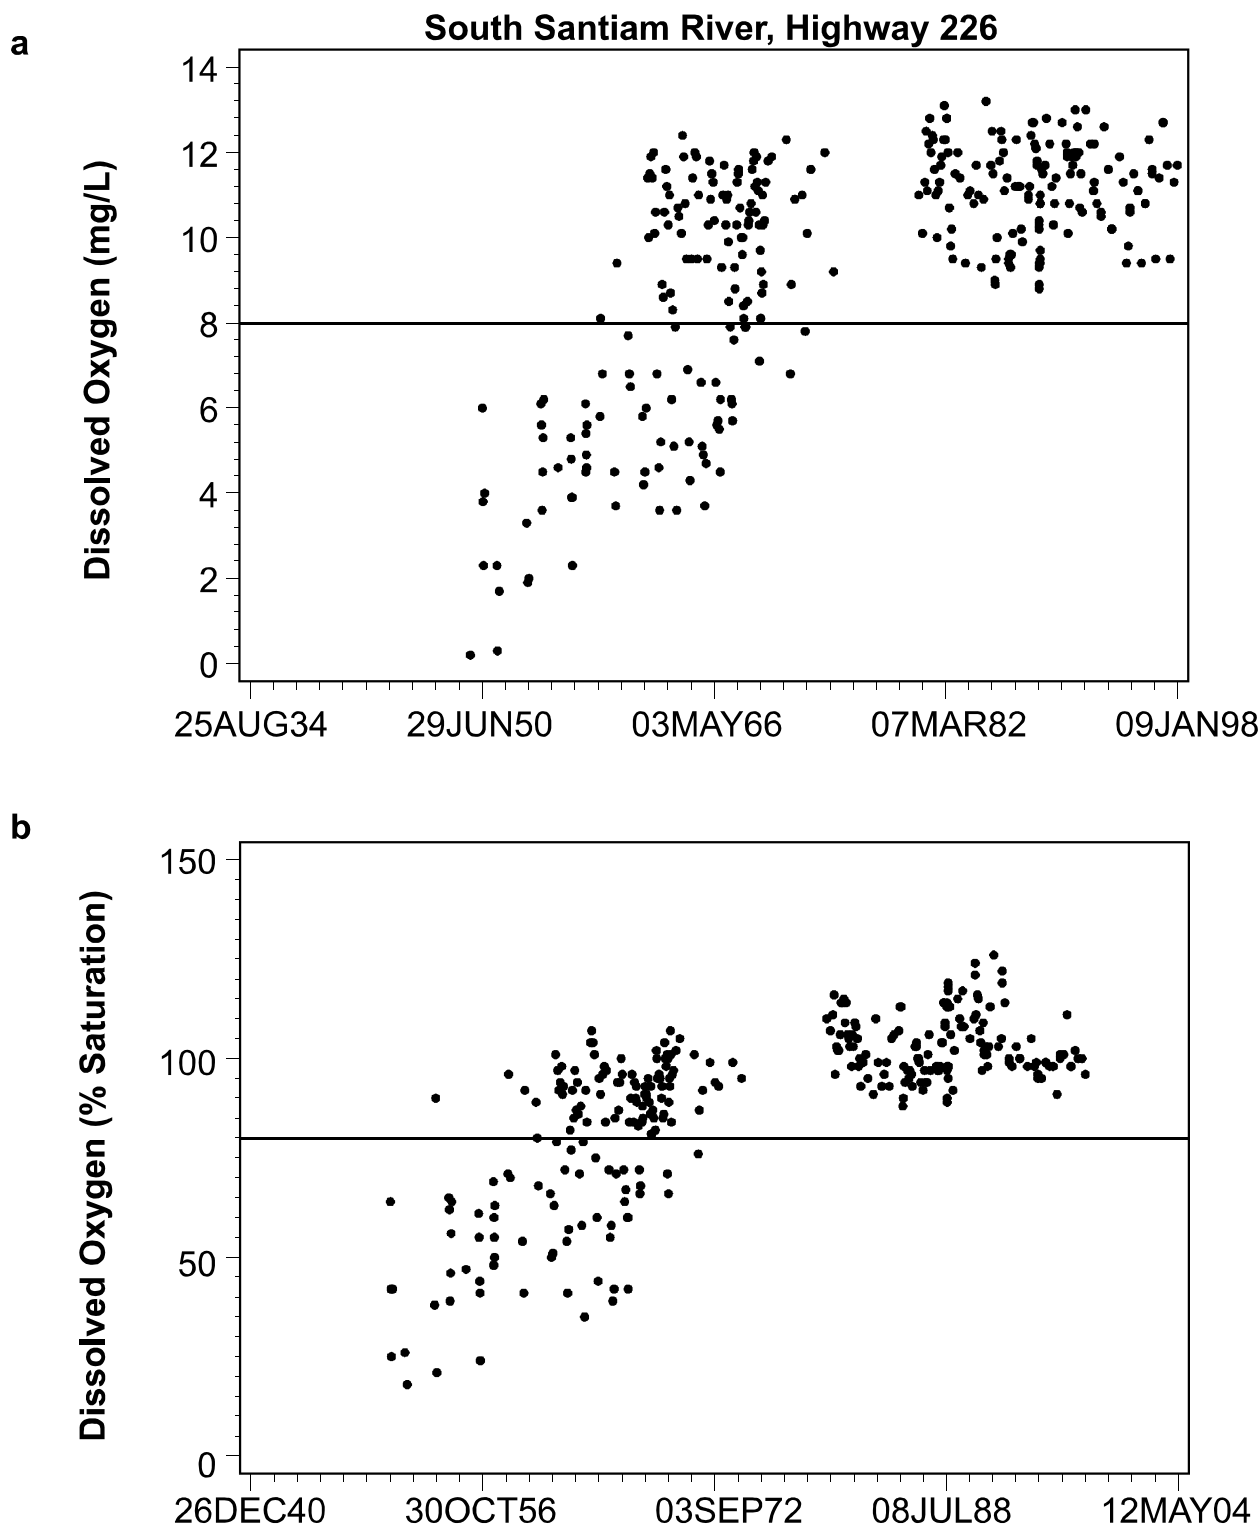 a
South Santiam River, Highway 226
Dissolved Oxygen (mg/L)
14
12
10
8
6
4
2
0
25AUG34 29JUN50 03MAY66 07MAR82 09JAN98
b
Dissolved Oxygen (% Saturation)
150
100
50
0
26DEC40 30OCT56 03SEP72 08JUL88 12MAY04